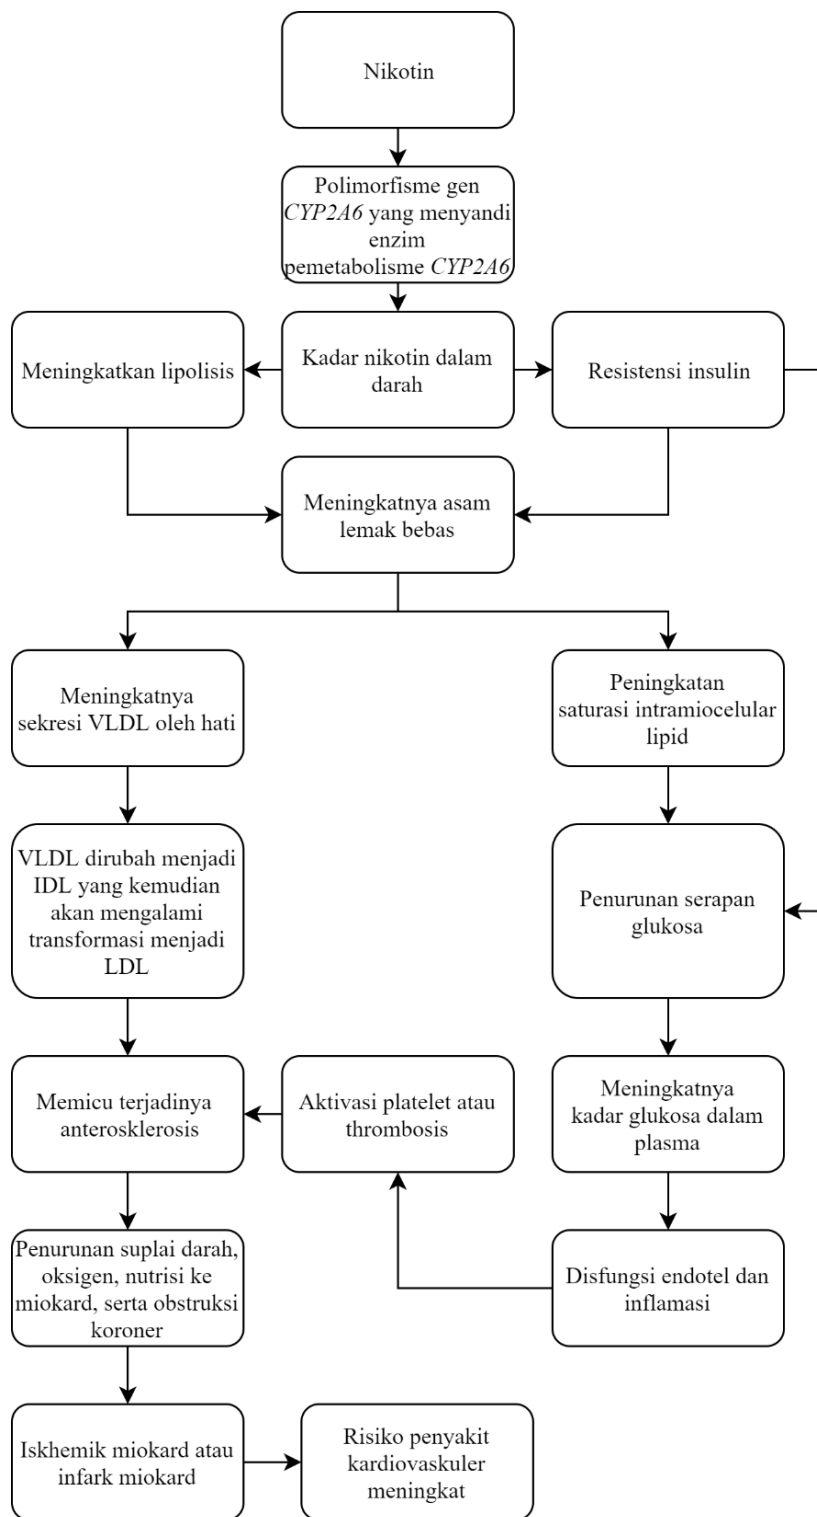 Nikotin
Polimorfisme gen
CYP2A6 yang menyandi
enzim
pemetabolisme CYP2A6
Meningkatkan lipolisis
Kadar nikotin dalam
darah
Resistensi insulin
Meningkatnya asam
lemak bebas
Meningkatnya
sekresi VLDL oleh hati
Peningkatan
saturasi intramiocelular
lipid
VLDL dirubah menjadi
IDL yang kemudian
akan mengalami
transformasi menjadi
LDL
Penurunan serapan
glukosa
Memicu terjadinya
anterosklerosis
Aktivasi platelet atau
thrombosis
Meningkatnya
kadar glukosa dalam
plasma
Penurunan suplai darah,
oksigen, nutrisi ke
miokard, serta obstruksi
koroner
Disfungsi endotel dan
inflamasi
Iskhemik miokard atau
infark miokard
Risiko penyakit
kardiovaskuler
meningkat